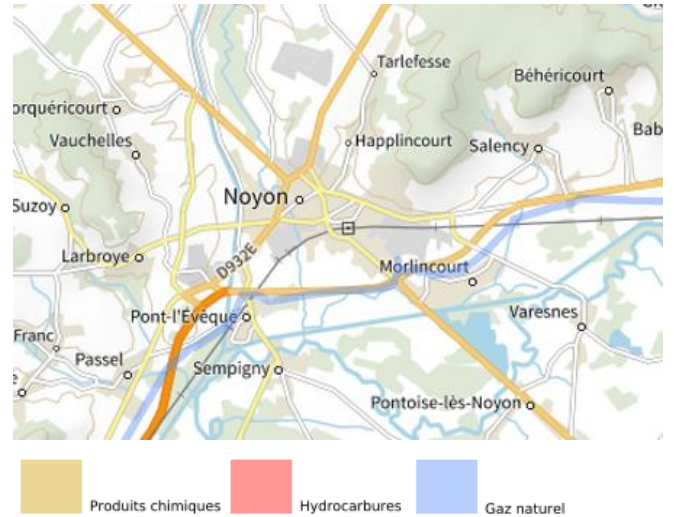 Tarlefesse
Béhéricourt
orquéricourt
Vauchelles
Happlincourt
Salency
Bab
Noyon
Suzoy
D932E
Larbroye
Morlincourt
Pont-l'Évêque
Varesnes
Franc
Passel
Sempigny
e
Pontoise-lès-Noyon
Produits chimiques
Hydrocarbures
Gaz naturel